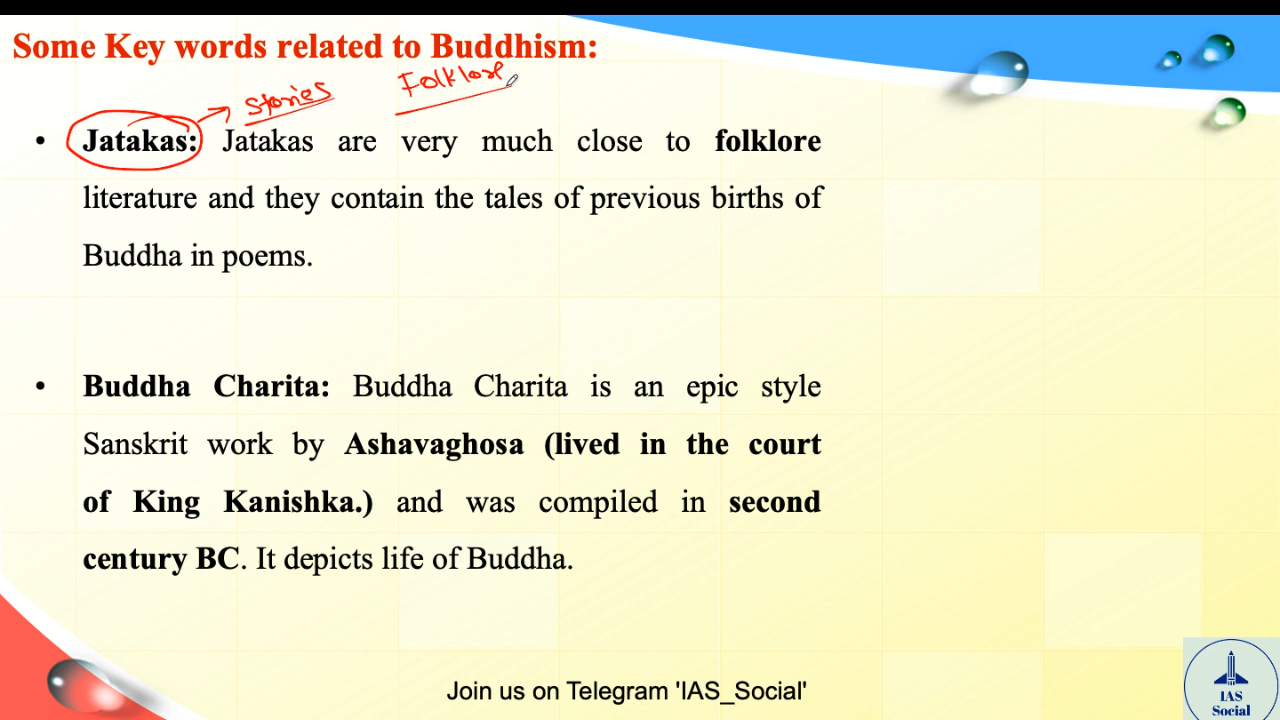 Some Key words related to Buddhism:
Stories
Folklore
• Jatakas: Jatakas are very much close to folklore
literature and they contain the tales of previous births of
Buddha in poems.
• Buddha Charita: Buddha Charita is an epic style
Sanskrit work by Ashavaghosa (lived in the court
of King Kanishka.) and was compiled in second
century BC. It depicts life of Buddha.
Join us on Telegram 'IAS_Social'
IAS
Social